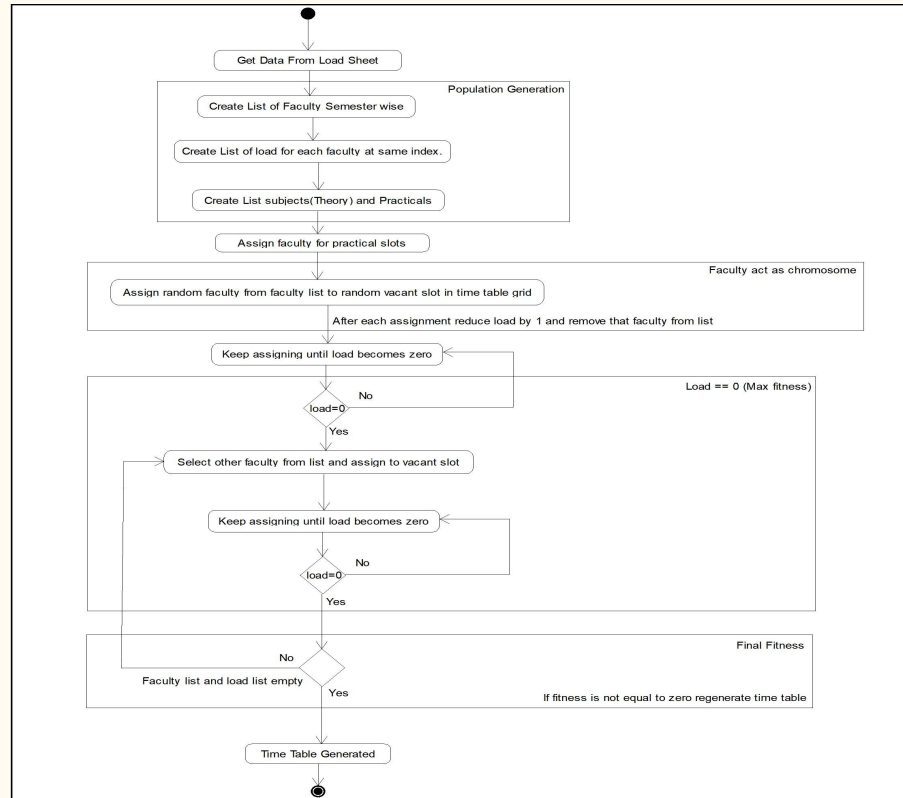 Get Data From Load Sheet
Population Generation
Create List of Faculty Semester wise
Create List of load for each faculty at same index.
Create List subjects(Theory) and Practicals
Assign faculty for practical slots
Faculty act as chromosome
Assign random faculty from faculty list to random vacant slot in time table grid
After each assignment reduce load by 1 and remove that faculty from list
Keep assigning until load becomes zero
Load == 0 (Max fitness)
No
load=0
Yes
Select other faculty from list and assign to vacant slot
Keep assigning until load becomes zero
No
load=0
Yes
Final Fitness
No
Faculty list and load list empty
Yes
If fitness is not equal to zero regenerate time table
Time Table Generated